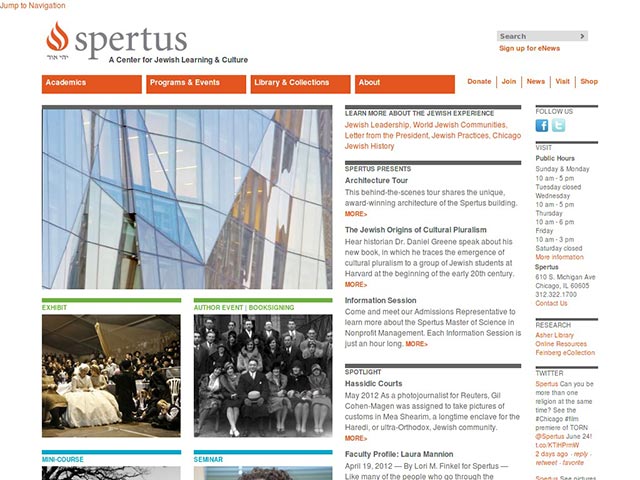 Jump to Navigation
spertus
יהי אור
A Center for Jewish Learning & Culture
Search
Sign up for eNews
Academics
Programs & Events
Library & Collections
About
Donate
Join
News
Visit
Shop
LEARN MORE ABOUT THE JEWISH EXPERIENCE
Jewish Leadership, World Jewish Communities,
Letter from the President, Jewish Practices, Chicago
Jewish History
SPERTUS PRESENTS
Architecture Tour
This behind-the-scenes tour shares the unique,
award-winning architecture of the Spertus building.
MORE>
The Jewish Origins of Cultural Pluralism
Hear historian Dr. Daniel Greene speak about his
new book, in which he traces the emergence of
cultural pluralism to a group of Jewish students at
Harvard at the beginning of the early 20th century.
MORE>
Information Session
Come and meet our Admissions Representative to
learn more about the Spertus Master of Science in
Nonprofit Management. Each Information Session is
just an hour long. MORE>
SPOTLIGHT
Hassidic Courts
May 2012 As a photojournalist for Reuters, Gil
Cohen-Magen was assigned to take pictures of
customs in Mea Shearim, a longtime enclave for the
Haredi, or ultra-Orthodox, Jewish community.
MORE>
Faculty Profile: Laura Mannion
April 19, 2012 — By Lori M. Finkel for Spertus —
Like many of the people who go through the
EXHIBIT
AUTHOR EVENT | BOOKSIGNING
MINI-COURSE
SEMINAR
FOLLOW US
VISIT
Public Hours
Sunday & Monday
10 am - 5 pm
Tuesday closed
Wednesday
10 am - 5 pm
Thursday
10 am - 6 pm
Friday
10 am - 3 pm
Saturday closed
More information
Spertus
610 S. Michigan Ave
Chicago, IL 60605
312.322.1700
Contact Us
RESEARCH
Asher Library
Online Resources
Feinberg eCollection
TWITTER
Spertus Can you be
more than one
religion at the same
time? See the
#Chicago #film
premiere of TORN
@Spertus June 24!
t.co/KTlHPrnW
2 days ago · reply ·
retweet · favorite
Spertus See pictures